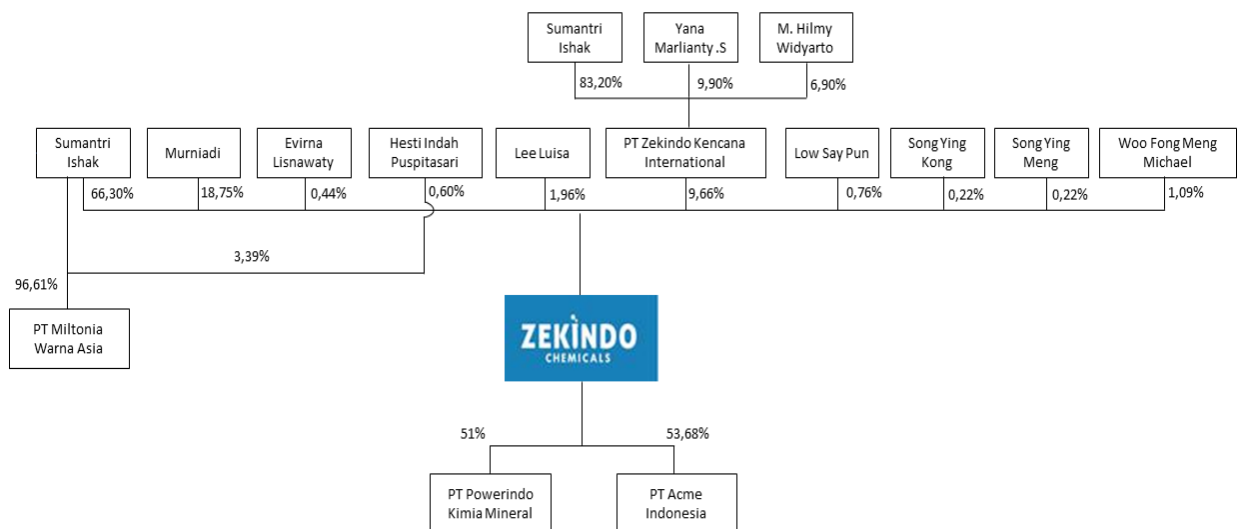 Sumantri
Ishak
Yana
Marlianty .S
M. Hilmy
Widyarto
83,20%
9,90%
6,90%
Sumantri
Ishak
Murniadi
Evirna
Lisnawaty
Hesti Indah
Puspitasari
Lee Luisa
PT Zekindo Kencana
International
Low Say Pun
Song Ying
Kong
Song Ying
Meng
Woo Fong Meng
Michael
66,30%
18,75%
0,44%
0,60%
1,96%
9,66%
0,76%
0,22%
0,22%
1,09%
3,39%
96,61%
PT Miltonia
Warna Asia
ZEKINDO
CHEMICALS
51%
53,68%
PT Powerindo
Kimia Mineral
PT Acme
Indonesia